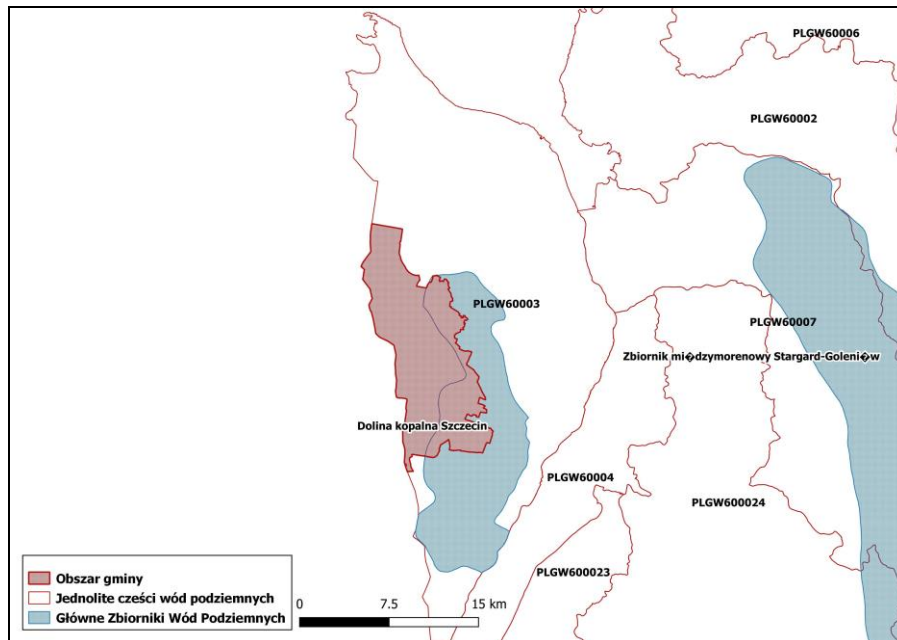 PLGW60006
PLGW60002
PLGW60003
PLGW60007
Zbiornik mi�dzymorenowy Stargard-Goleni�w
Dolina kopalna Szczecin
PLGW60004
PLGW600024
PLGW600023
Obszar gminy
Jednolite cześci wód podziemnych
Główne Zbiorniki Wód Podziemnych
0 7.5 15 km